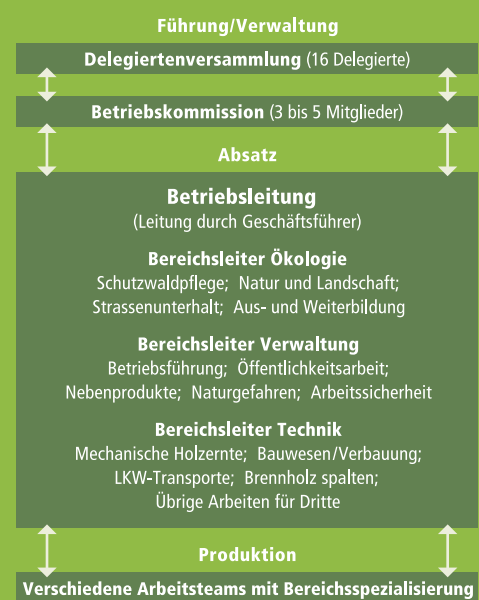 Führung/Verwaltung
Delegiertenversammlung (16 Delegierte)
Betriebskommission (3 bis 5 Mitglieder)
Absatz
Betriebsleitung
(Leitung durch Geschäftsführer)
Bereichsleiter Ökologie
Schutzwaldpflege; Natur und Landschaft;
Strassenunterhalt; Aus- und Weiterbildung
Bereichsleiter Verwaltung
Betriebsführung; Öffentlichkeitsarbeit;
Nebenprodukte; Naturgefahren; Arbeitssicherheit
Bereichsleiter Technik
Mechanische Holzernte; Bauwesen/Verbauung;
LKW-Transporte; Brennholz spalten;
Übrige Arbeiten für Dritte
Produktion
Verschiedene Arbeitsteams mit Bereichsspezialisierung